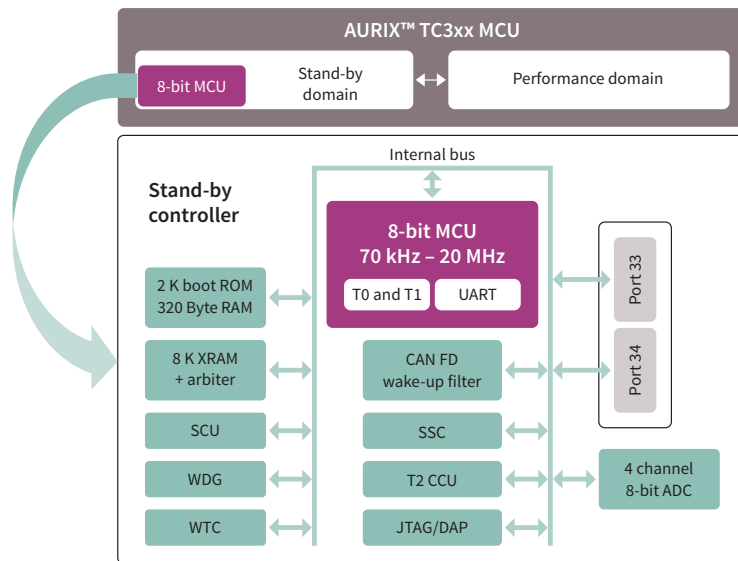 AURIX™ TC3xx MCU
8-bit MCU
Stand-by
domain
Performance domain
Internal bus
Stand-by
controller
8-bit MCU
70 kHz – 20 MHz
T0 and T1
UART
2 K boot ROM
320 Byte RAM
Port 33
8 K XRAM
+ arbiter
CAN FD
wake-up filter
Port 34
SCU
SSC
WDG
T2 CCU
4 channel
8-bit ADC
WTC
JTAG/DAP